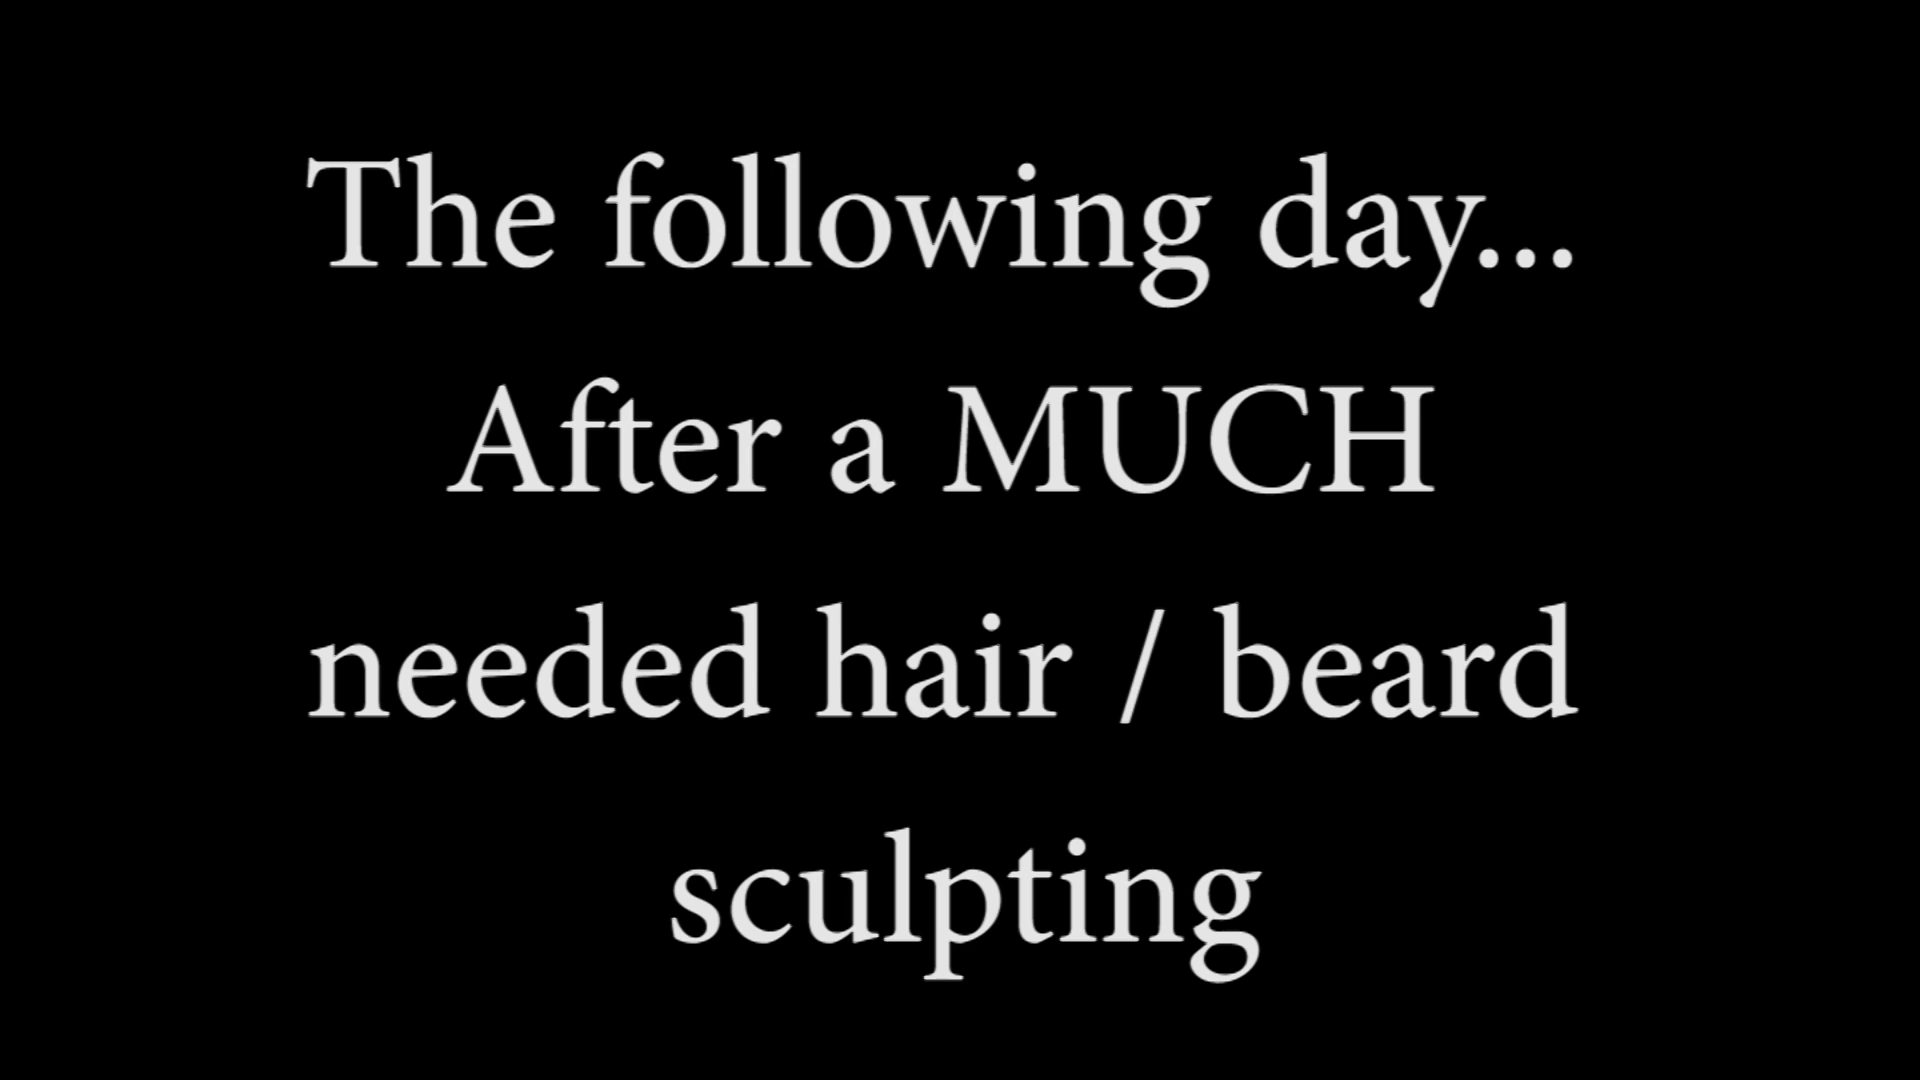 The following day...
After a MUCH
needed hair / beard
sculpting